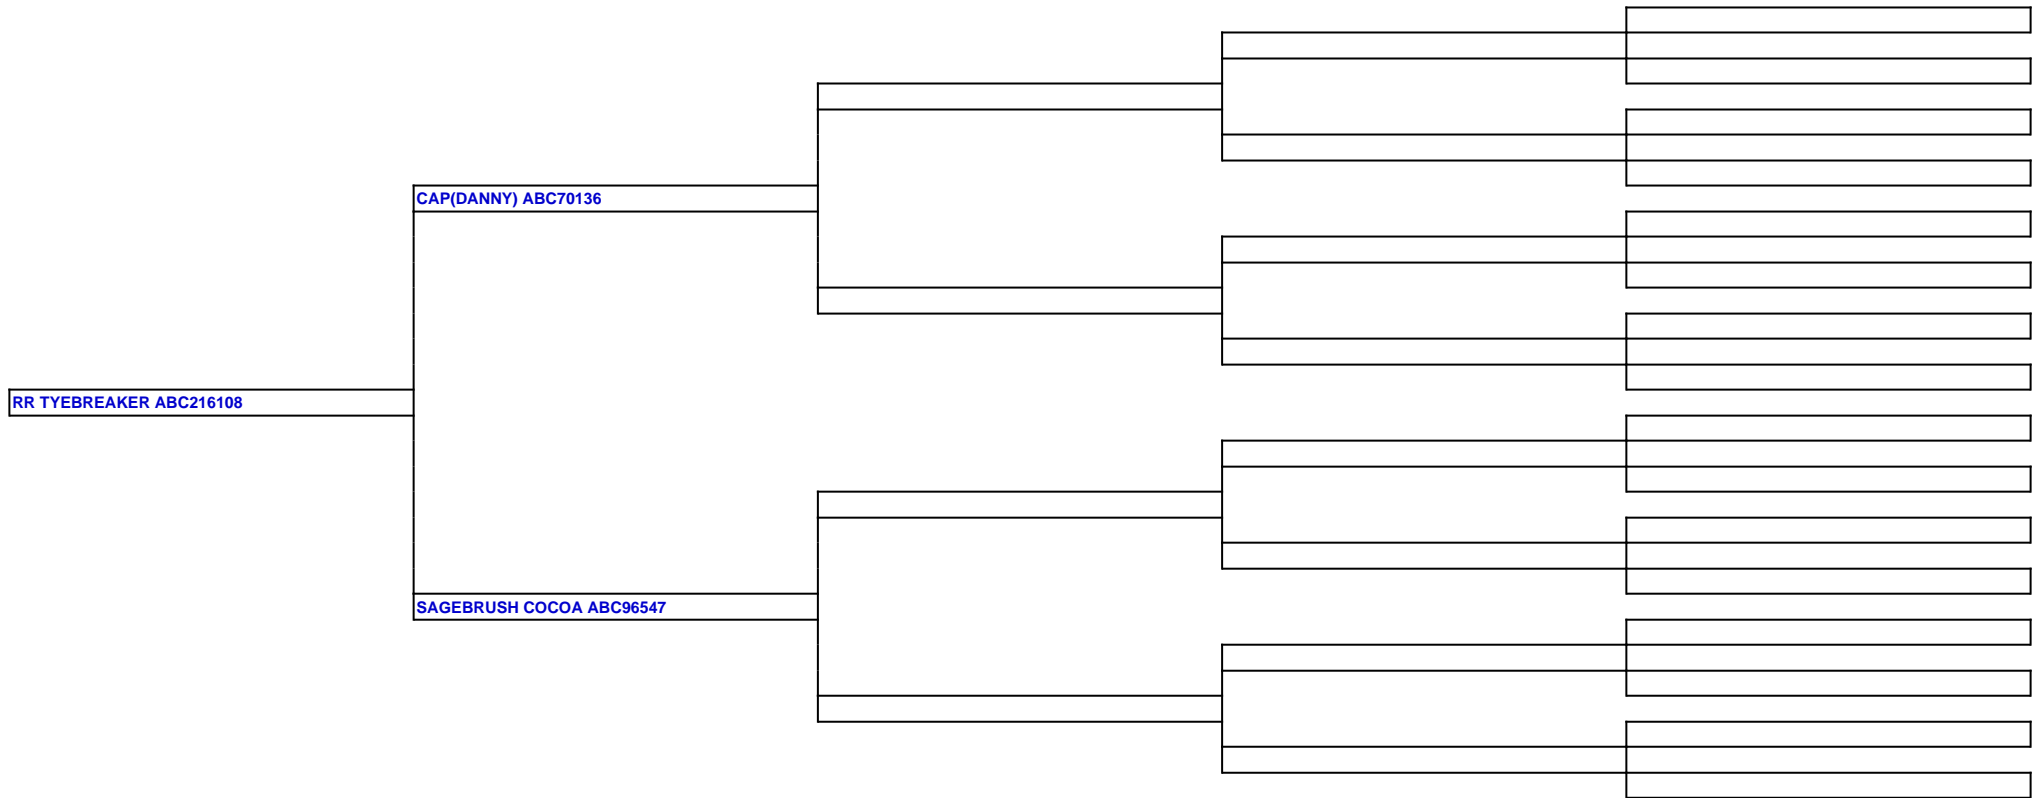 CAP(DANNY) ABC70136
RR TYEBREAKER ABC216108
SAGEBRUSH COCOA ABC96547